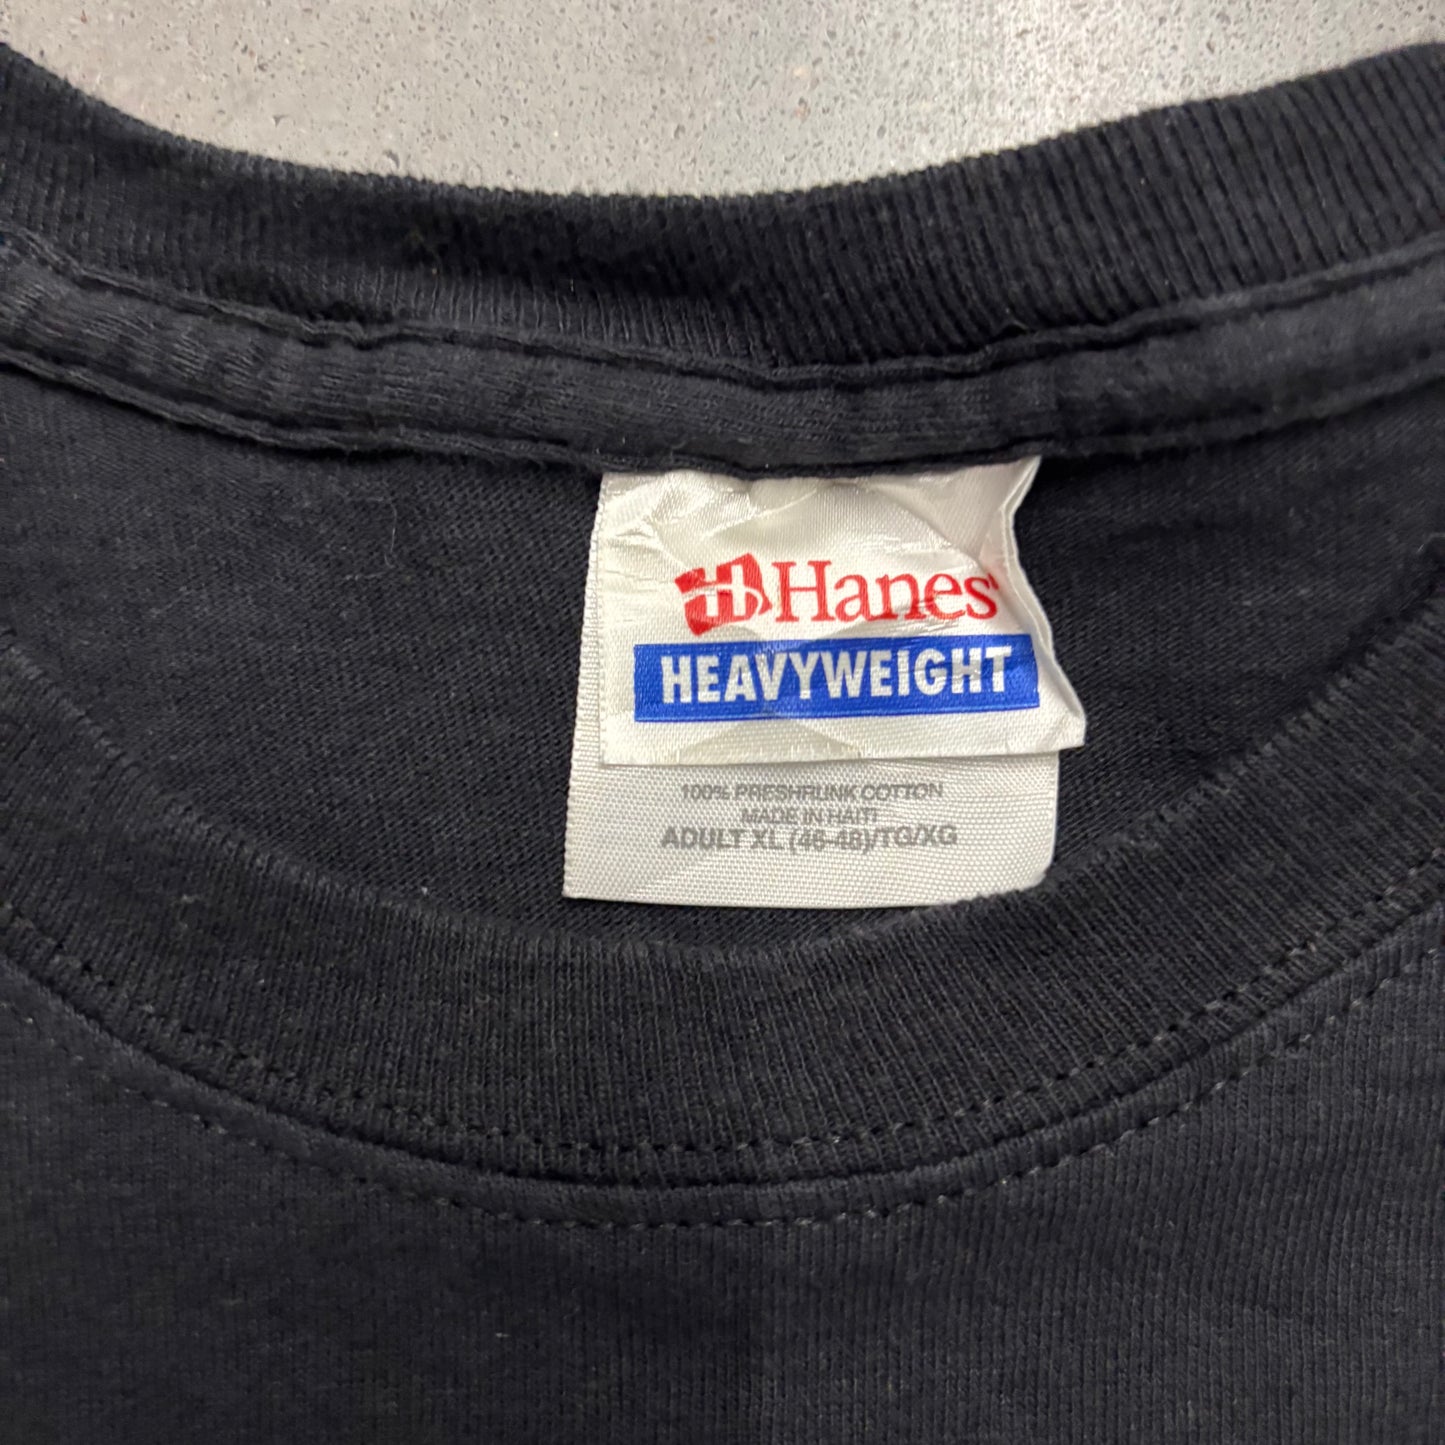 Hanes
HEAVYWEIGHT
100% PRESHRUNK COTTON
MADE IN HAITI
ADULT XL (46-48)/TG/XG